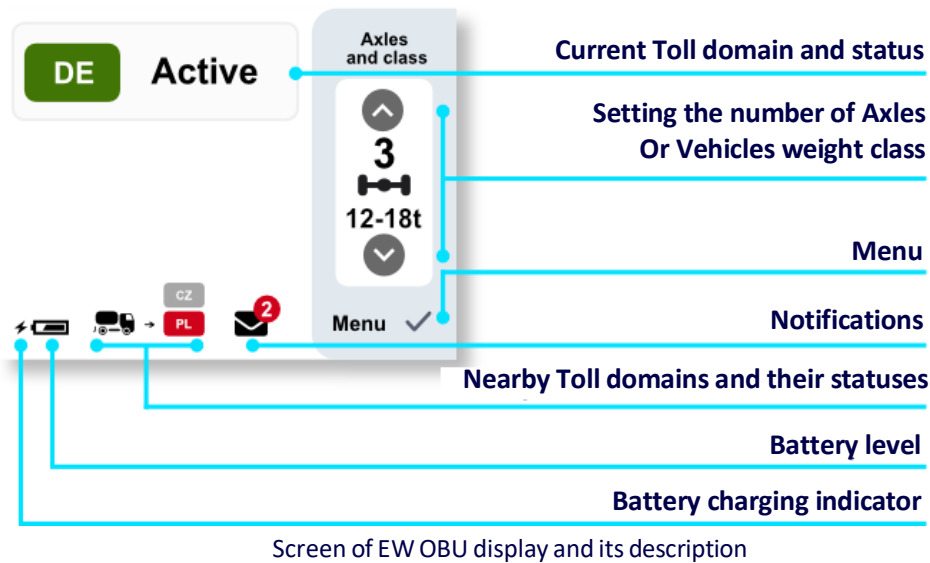 DE Active
Axles
and class
3
12-18t
Menu
CZ
PL
2
Current Toll domain and status
Setting the number of Axles
Or Vehicles weight class
Menu
Notifications
Nearby Toll domains and their statuses
Battery level
Battery charging indicator
Screen of EW OBU display and its description